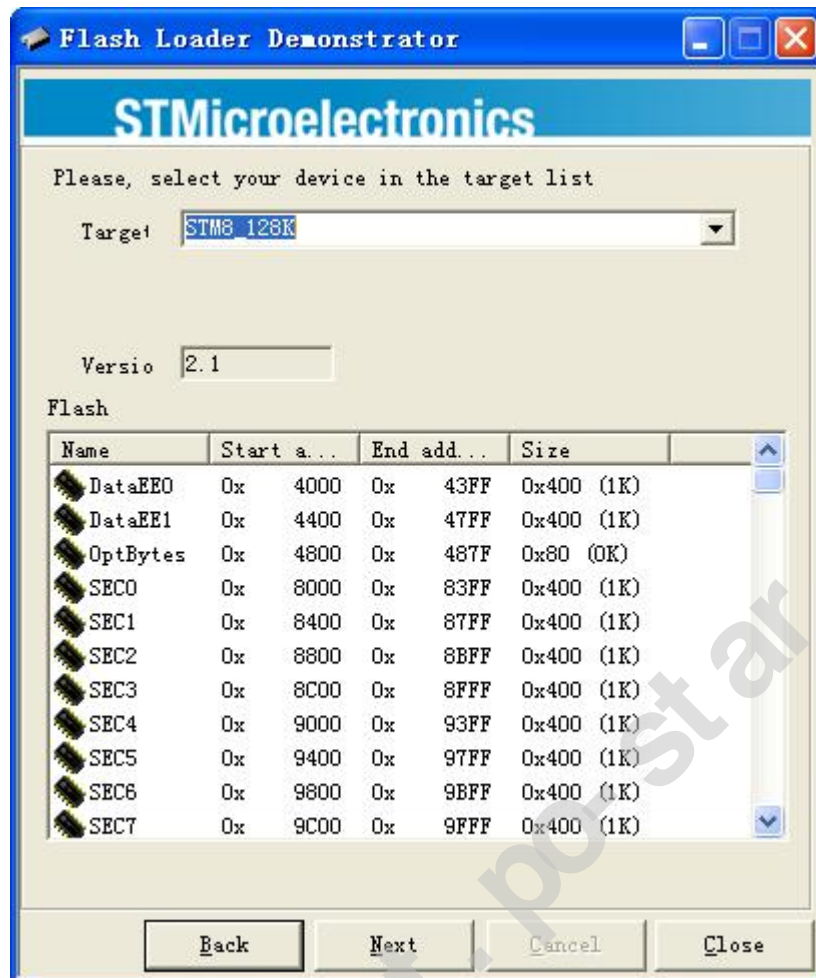 Flash Loader Demonstrator
STMicroelectronics
Please, select your device in the target list
Target STM8_128K
Versio 2.1
Flash
Name Start a... End add... Size
DataEE0 0x 4000 0x 43FF 0x400 (1K)
DataEE1 0x 4400 0x 47FF 0x400 (1K)
OptBytes 0x 4800 0x 487F 0x80 (0K)
SEC0 0x 8000 0x 83FF 0x400 (1K)
SEC1 0x 8400 0x 87FF 0x400 (1K)
SEC2 0x 8800 0x 8BFF 0x400 (1K)
SEC3 0x 8C00 0x 8FFF 0x400 (1K)
SEC4 0x 9000 0x 93FF 0x400 (1K)
SEC5 0x 9400 0x 97FF 0x400 (1K)
SEC6 0x 9800 0x 9BFF 0x400 (1K)
SEC7 0x 9C00 0x 9FFF 0x400 (1K)
t.po-star
Back Next Cancel Close